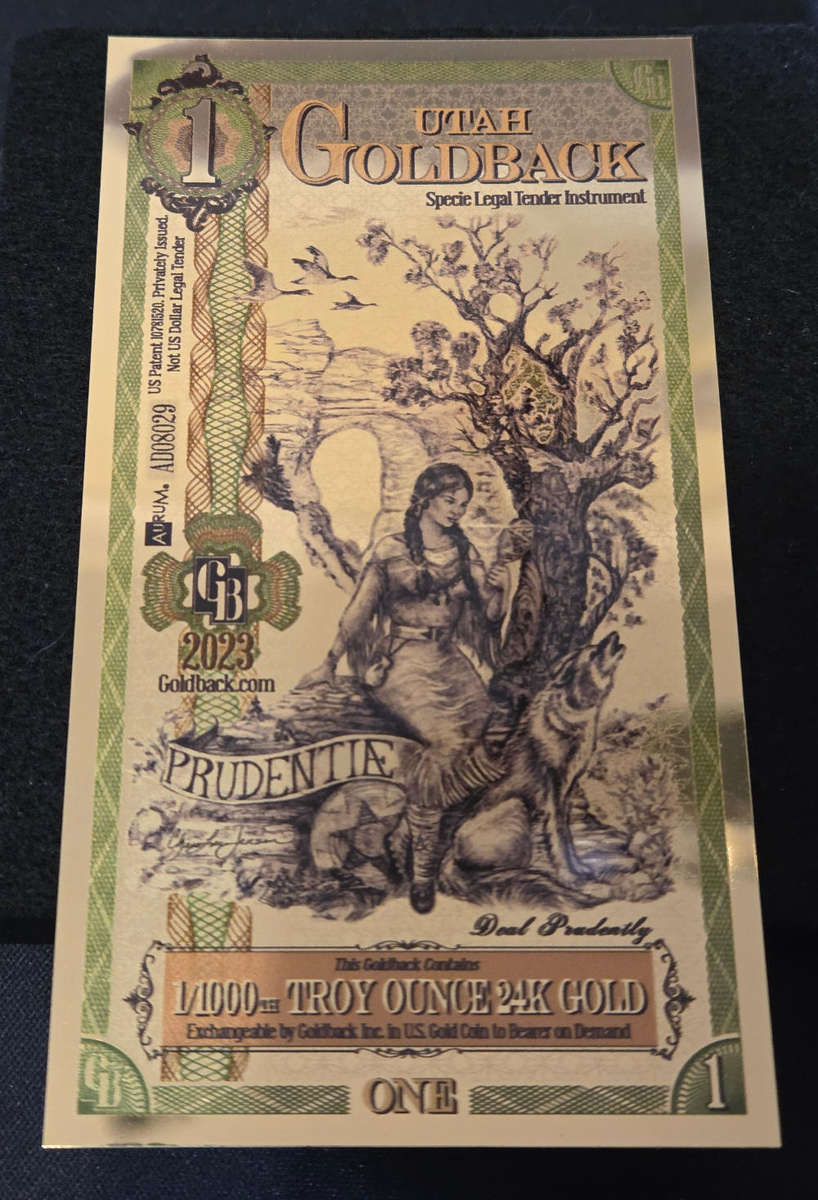 1
UTAH
GOLDBACK
Specie Legal Tender Instrument
GB
US Patent 10781520. Privately Issued.
Not US Dollar Legal Tender
AURUM® AD08029
GB
2023
Goldback.com
PRUDENTIÆ
Deal Prudently
This Goldback Contains
1/1000TH TROY OUNCE 24K GOLD
Exchangeable by Goldback Inc. in U.S. Gold Coin to Bearer on Demand
GB
ONE
1